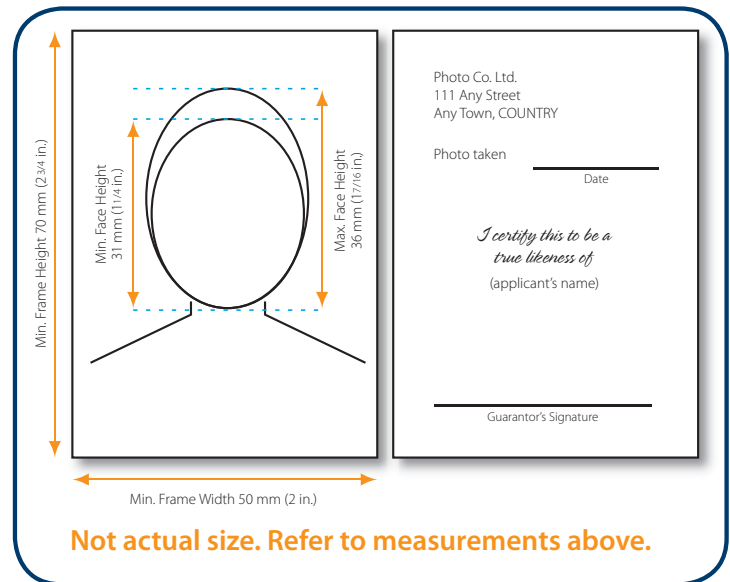 Min. Frame Height 70 mm (2 3/4 in.)
Min. Face Height
31 mm (1 1/4 in.)
Max. Face Height
36 mm (1 7/16 in.)
Min. Frame Width 50 mm (2 in.)
Photo Co. Ltd.
111 Any Street
Any Town, COUNTRY
Photo taken
Date
I certify this to be a
true likeness of
(applicant's name)
Guarantor's Signature
Not actual size. Refer to measurements above.